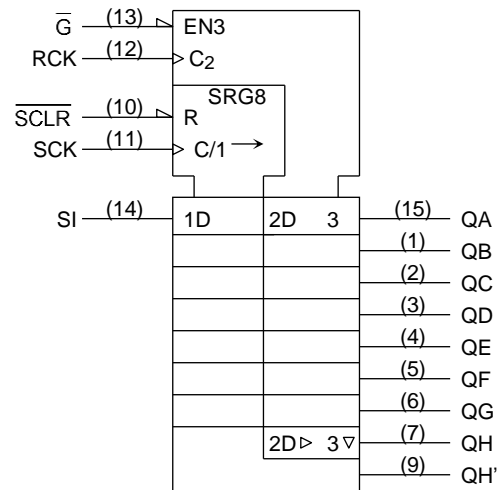 G (13) EN3
RCK (12) C2
SRG8
SCLR (10) R
SCK (11) C/1
SI (14) 1D 2D 3 (15) QA
(1) QB
(2) QC
(3) QD
(4) QE
(5) QF
(6) QG
2D 3 (7) QH
(9) QH'